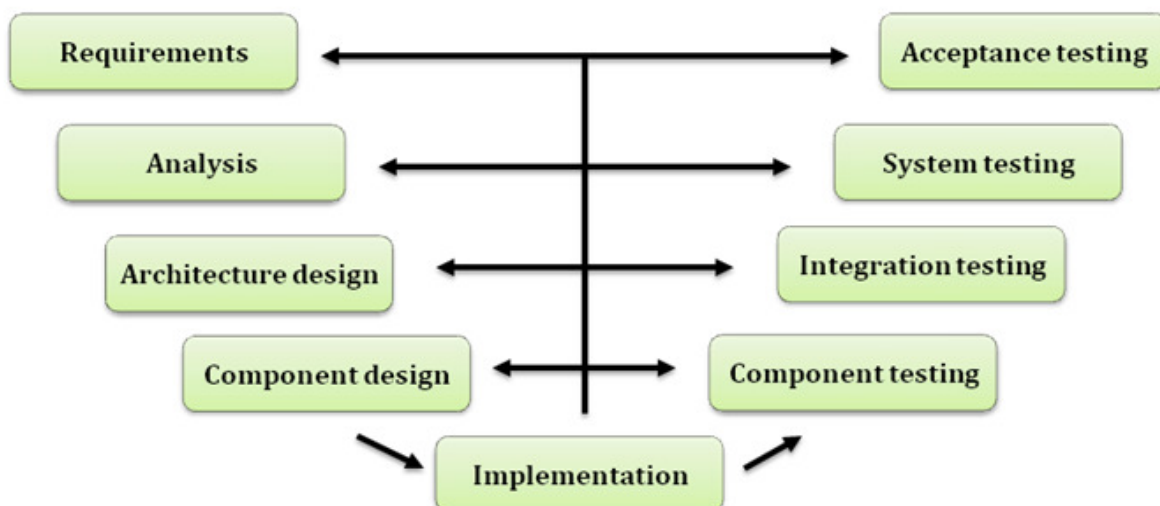 Requirements
Acceptance testing
Analysis
System testing
Architecture design
Integration testing
Component design
Component testing
Implementation